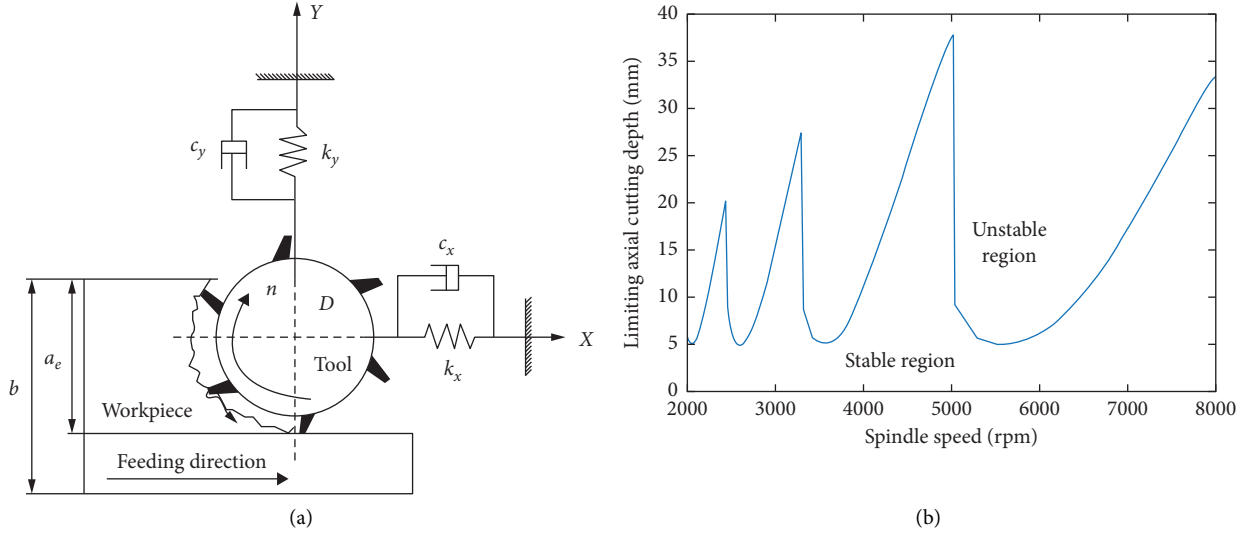 Y
c_y
k_y
n
D
c_x
X
Tool
k_x
a_e
b
Workpiece
Feeding direction
(a)
Limiting axial cutting depth (mm)
40
35
30
25
20
15
10
5
0
Unstable
region
Stable region
2000 3000 4000 5000 6000 7000 8000
Spindle speed (rpm)
(b)